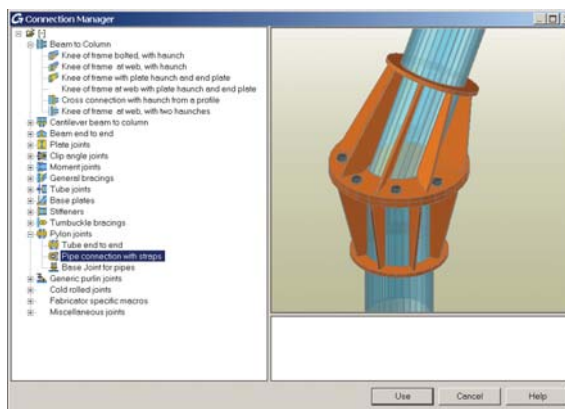 Connection Manager
[-]
Beam to Column
Knee of frame bolted, with haunch
Knee of frame at web, with haunch
Knee of frame with plate haunch and end plate
Knee of frame at web with plate haunch and end plate
Cross connection with haunch from a profile
Knee of frame at web, with two haunches
Cantilever beam to column
Beam end to end
Plate joints
Clip angle joints
Moment joints
General bracings
Tube joints
Base plates
Stiffeners
Turnbuckle bracings
Pylon joints
Tube end to end
Pipe connection with straps
Base Joint for pipes
Generic purlin joints
Cold rolled joints
Fabricator specific macros
Miscellaneous joints
Use
Cancel
Help